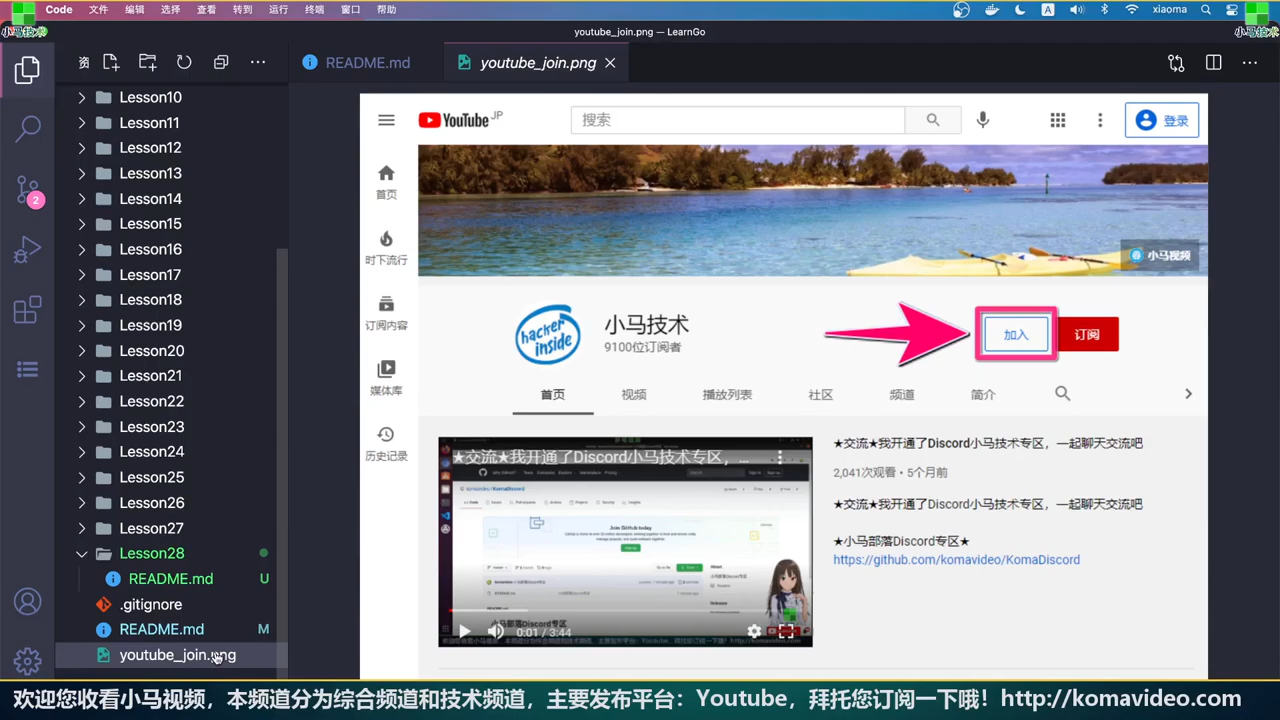 Code 文件 编辑 选择 查看 转到 运行 终端 窗口 帮助
A xiaoma
小马技术
小马技术
youtube_join.png — LearnGo
README.md
youtube_join.png
Lesson10
Lesson11
Lesson12
Lesson13
Lesson14
Lesson15
Lesson16
Lesson17
Lesson18
Lesson19
Lesson20
Lesson21
Lesson22
Lesson23
Lesson24
Lesson25
Lesson26
Lesson27
Lesson28
README.md U
.gitignore
README.md M
youtube_join.png
2
YouTube JP
搜索
登录
首页
时下流行
订阅内容
媒体库
历史记录
小马视频
hacker inside
小马技术
9100位订阅者
加入
订阅
首页 视频 播放列表 社区 频道 简介
★交流★我开通了Discord小马技术专区，...
Join GitHub today
小马部落Discord专区
0:01 / 3:44
★交流★我开通了Discord小马技术专区，一起聊天交流吧
2,041次观看 • 5个月前
★交流★我开通了Discord小马技术专区，一起聊天交流吧
★小马部落Discord专区★
https://github.com/komavideo/KomaDiscord
欢迎您收看小马视频，本频道分为综合频道和技术频道，主要发布平台：Youtube，拜托您订阅一下哦！http://komavideo.com